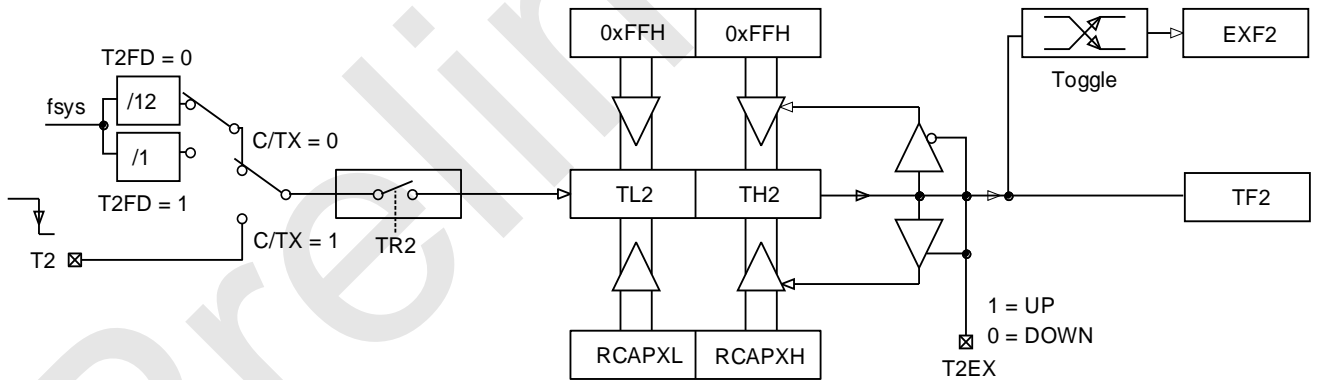 0xFFH 0xFFH
EXF2
Toggle
T2FD = 0
fsys
/12
/1
T2FD = 1
C/TX = 0
C/TX = 1
T2
TR2
TL2 TH2
TF2
1 = UP
0 = DOWN
T2EX
RCAPXL RCAPXH
Prelim